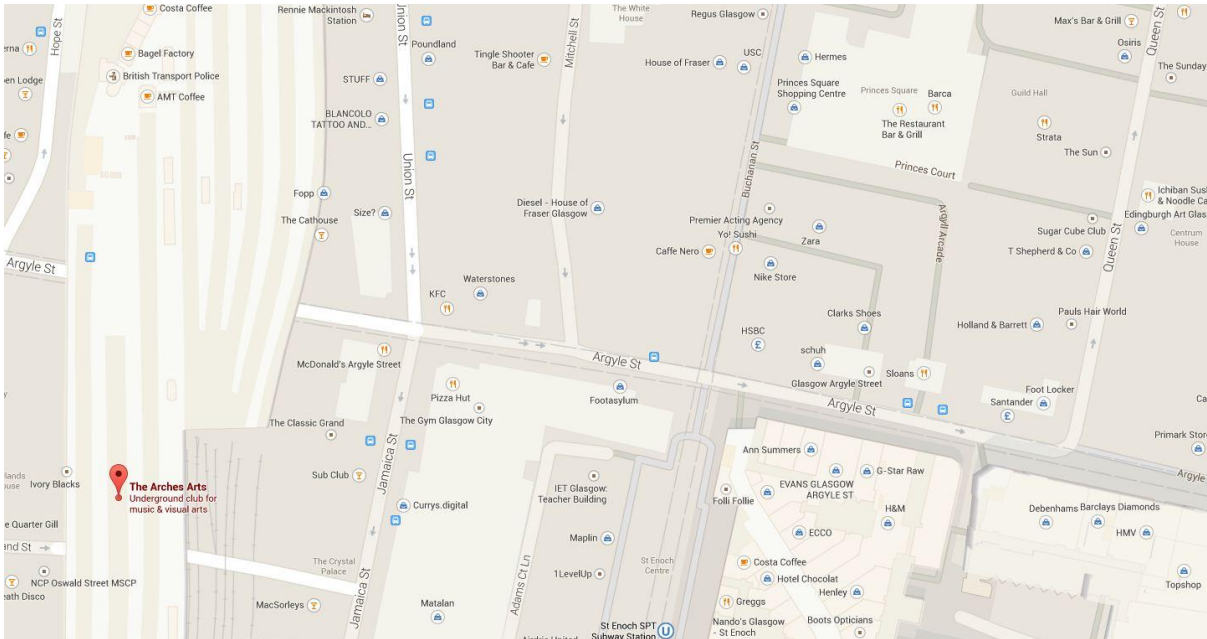 Costa Coffee
Rennie Mackintosh
Station
Union St
The White
House
Regus Glasgow
Max's Bar & Grill
Queen St
Hope St
Bagel Factory
Poundland
Tingle Shooter
Bar & Cafe
Mitchell St
House of Fraser
USC
Hermes
Osiris
The Sunday
British Transport Police
STUFF
Princes Square
Shopping Centre
Princes Square
Barca
Guild Hall
AMT Coffee
BLANCOLO
TATTOO AND...
The Restaurant
Bar & Grill
Strata
Union St
Buchanan St
Princes Court
The Sun
Fopp
Size?
The Cathouse
Diesel - House of
Fraser Glasgow
Premier Acting Agency
Yo! Sushi
Zara
Argyll Arcade
Ichiban Sus
& Noodle Ca
Edingburgh Art Glas
Sugar Cube Club
Centrum
House
Caffe Nero
T Shepherd & Co
Queen St
Argyle St
Waterstones
Nike Store
KFC
Clarks Shoes
Pauls Hair World
Holland & Barrett
HSBC
McDonald's Argyle Street
Argyle St
schuh
Glasgow Argyle Street
Sloans
Pizza Hut
Footasylum
Foot Locker
Santander
Argyle St
The Gym Glasgow City
The Classic Grand
Primark Store
Jamaica St
Ann Summers
Sub Club
G-Star Raw
Argyle
Ivory Blacks
The Arches Arts
Underground club for
music & visual arts
IET Glasgow:
Teacher Building
EVANS GLASGOW
ARGYLE ST
Folli Follie
Currys.digital
H&M
Debenhams
Barclays Diamonds
e Quarter Gill
Maplin
ECCO
HMV
and St
The Crystal
Palace
St Enoch
Centre
Costa Coffee
NCP Oswald Street MSCP
1LevelUp
Hotel Chocolat
Topshop
eath Disco
Jamaica St
Adams Ct Ln
Henley
MacSorleys
Matalan
Greggs
St Enoch SPT
Subway Station
Nando's Glasgow
- St Enoch
Boots Opticians